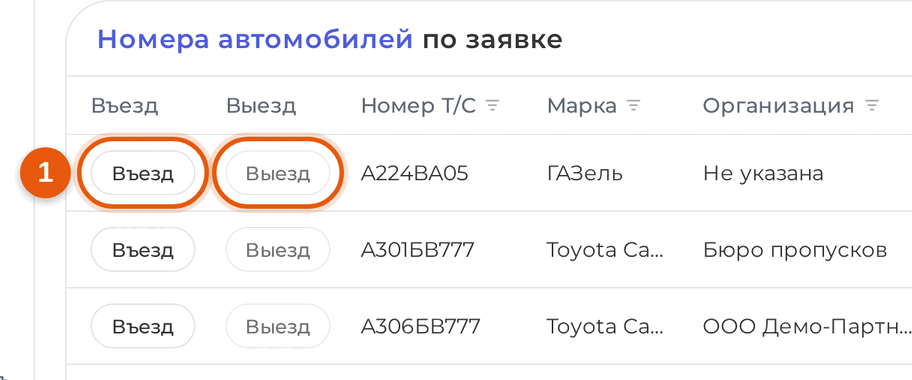 Номера автомобилей по заявке
Въезд Выезд Номер Т/С Марка Организация
1 Въезд Выезд А224ВА05 ГАЗель Не указана
Въезд Выезд А301БВ777 Toyota Ca... Бюро пропусков
Въезд Выезд А306БВ777 Toyota Ca... ООО Демо-Партн...